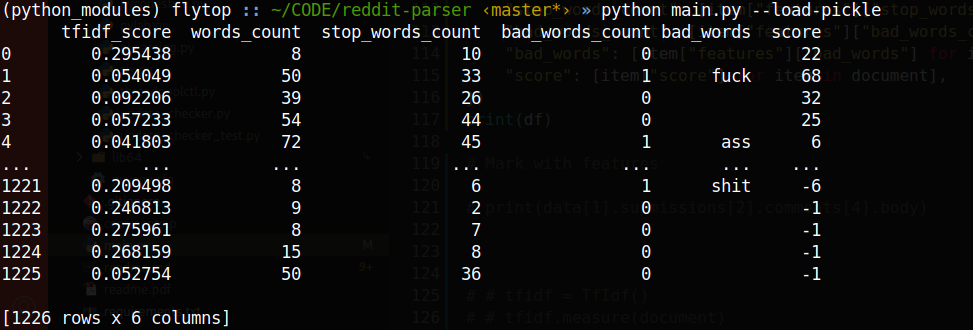 (python_modules) flytop :: ~/CODE/reddit-parser ‹master*› » python main.py --load-pickle
tfidf_score words_count stop_words_count bad_words_count bad_words score
0 0.295438 8 10 0 22
1 0.054049 50 33 1 fuck 68
2 0.092206 39 26 0 32
3 0.057233 54 44 0 25
4 0.041803 72 45 1 ass 6
... ... ... ... ... ... ...
1221 0.209498 8 6 1 shit -6
1222 0.246813 9 2 0 -1
1223 0.275961 8 7 0 -1
1224 0.268159 15 8 0 -1
1225 0.052754 50 36 0 -1
[1226 rows x 6 columns]